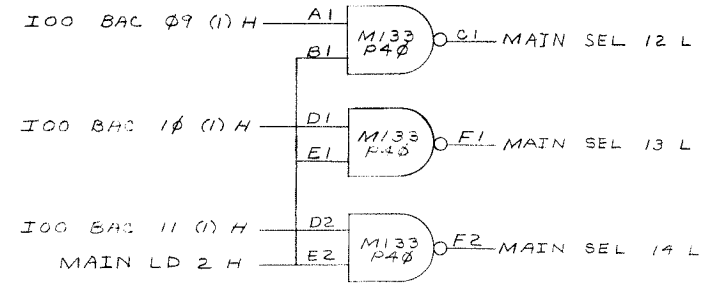 IOO BAC Ø9 (1) H A1 M133 C1 MAIN SEL 12 L
B1 P4Ø
IOO BAC 1Ø (1) H D1 M133 F1 MAIN SEL 13 L
E1 P4Ø
IOO BAC 11 (1) H D2 M133 F2 MAIN SEL 14 L
MAIN LD 2 H E2 P4Ø